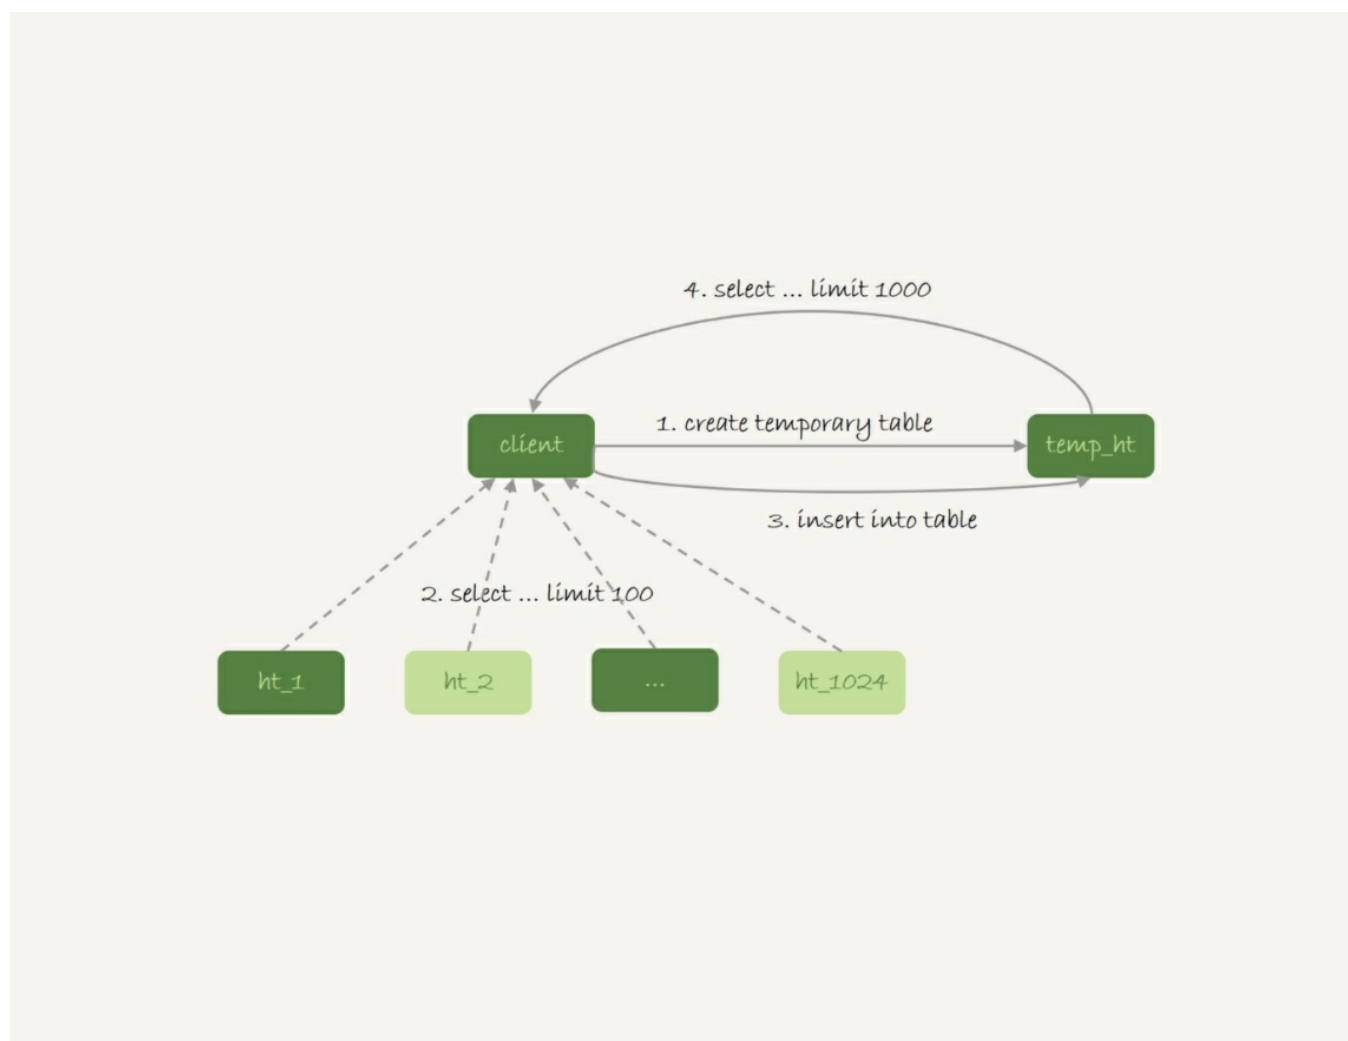 4. select ... limit 1000
client
1. create temporary table
temp_ht
3. insert into table
2. select ... limit 100
ht_1
ht_2
...
ht_1024